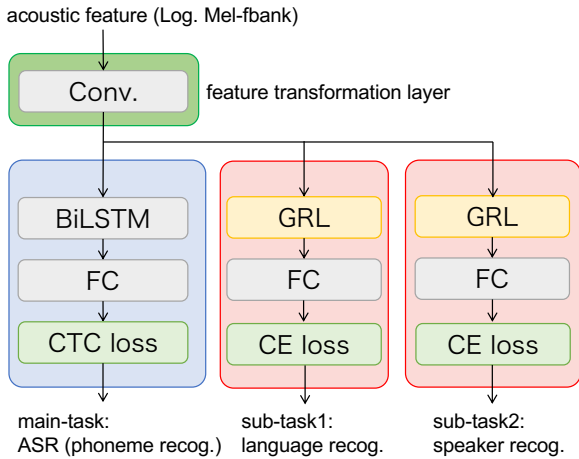 acoustic feature (Log. Mel-fbank)
Conv.
feature transformation layer
BiLSTM
FC
CTC loss
main-task:
ASR (phoneme recog.)
GRL
FC
CE loss
sub-task1:
language recog.
GRL
FC
CE loss
sub-task2:
speaker recog.